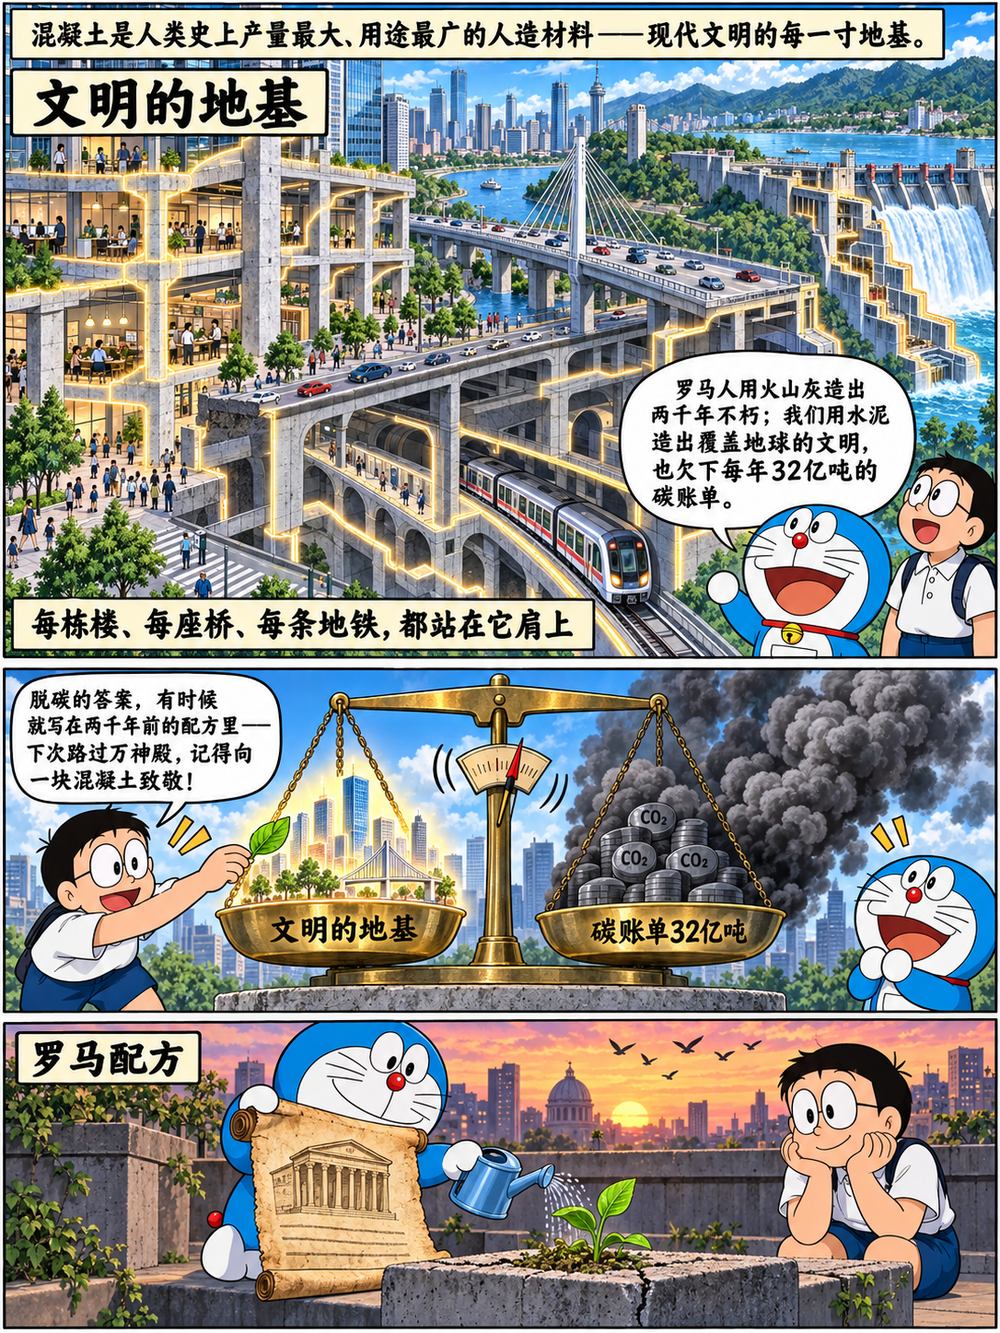 混凝土是人类史上产量最大、用途最广的人造材料——现代文明的每一寸地基。
文明的地基
罗马人用火山灰造出
两千年不朽；我们用水泥
造出覆盖地球的文明，
也欠下每年32亿吨的
碳账单。
每栋楼、每座桥、每条地铁，都站在它肩上
脱碳的答案，有时候
就写在两千年前的配方里——
下次路过万神殿，记得向
一块混凝土致敬！
CO₂
CO₂
CO₂
文明的地基
碳账单32亿吨
罗马配方